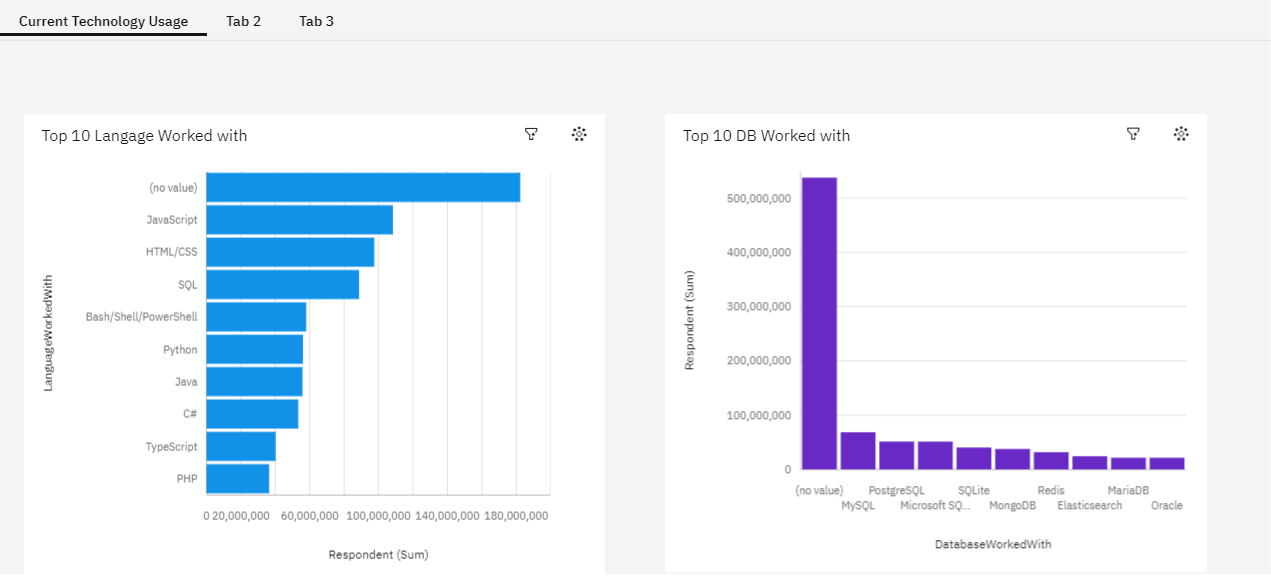 Current Technology Usage Tab 2 Tab 3
Top 10 Langage Worked with
LanguageWorkedWith
(no value)
JavaScript
HTML/CSS
SQL
Bash/Shell/PowerShell
Python
Java
C#
TypeScript
PHP
0 20,000,000 60,000,000 100,000,000 140,000,000 180,000,000
Respondent (Sum)
Top 10 DB Worked with
Respondent (Sum)
500,000,000
400,000,000
300,000,000
200,000,000
100,000,000
0
(no value) PostgreSQL SQLite Redis MariaDB
MySQL Microsoft SQ... MongoDB Elasticsearch Oracle
DatabaseWorkedWith